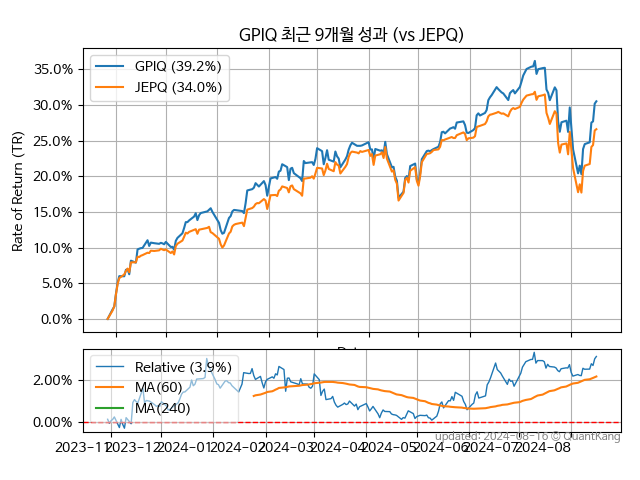 GPIQ 최근 9개월 성과 (vs JEPQ)
Rate of Return (TR)
35.0%
30.0%
25.0%
20.0%
15.0%
10.0%
5.0%
0.0%
GPIQ (39.2%)
JEPQ (34.0%)
2.00%
0.00%
Relative (3.9%)
MA(60)
MA(240)
2023-11
2023-12
2024-01
2024-02
2024-03
2024-04
2024-05
2024-06
2024-07
2024-08
updated: 2024-08-16 © QuantKang